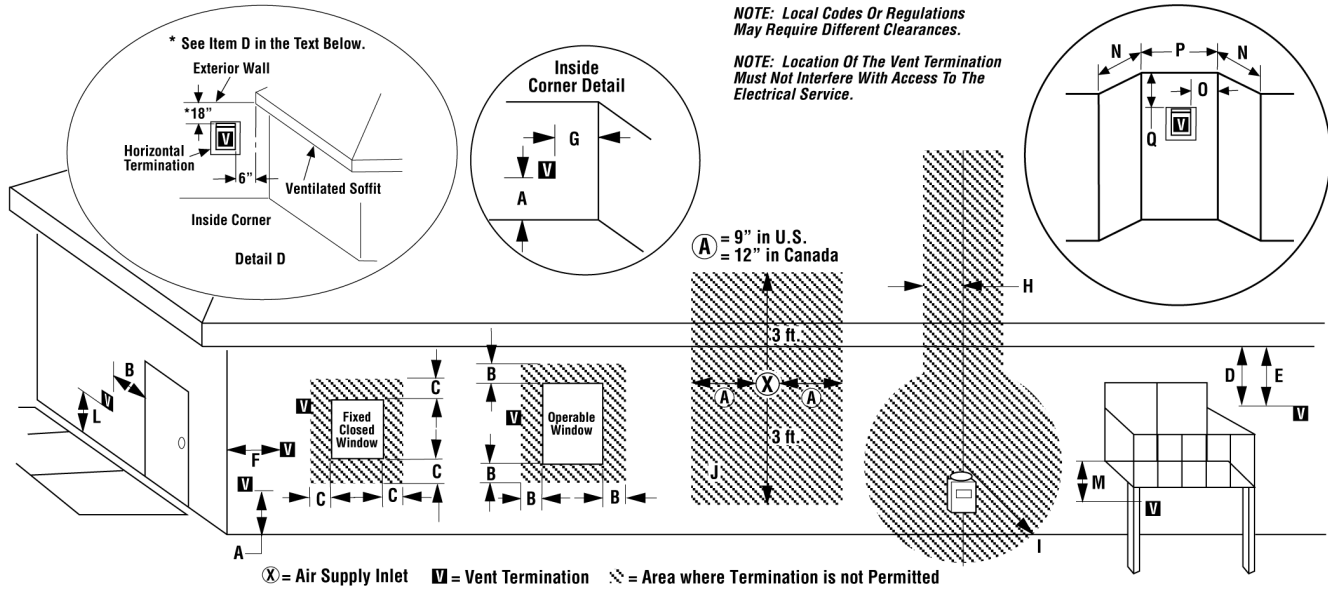 NOTE: Local Codes Or Regulations
May Require Different Clearances.
NOTE: Location Of The Vent Termination
Must Not Interfere With Access To The
Electrical Service.
* See Item D in the Text Below.
Exterior Wall
*18”
V
Horizontal
Termination
6”
Ventilated Soffit
Inside Corner
Detail D
Inside
Corner Detail
G
V
A
A = 9” in U.S.
= 12” in Canada
N P N
O
V
Q
H
3 ft.
A X A
3 ft.
J
I
B
V
L
F
V
V
A
C
V
Fixed
Closed
Window
C
C C
B
V
Operable
Window
B
B B
D E
V
M
V
X = Air Supply Inlet V = Vent Termination = Area where Termination is not Permitted